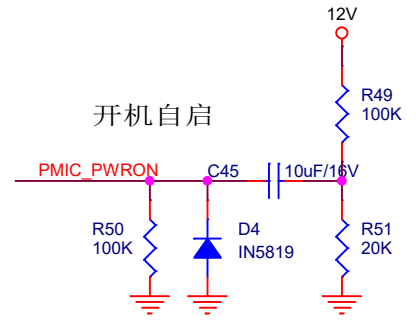 12V
R49
100K
开机自启
PMIC_PWRON
C45
10uF/16V
R50
100K
D4
IN5819
R51
20K